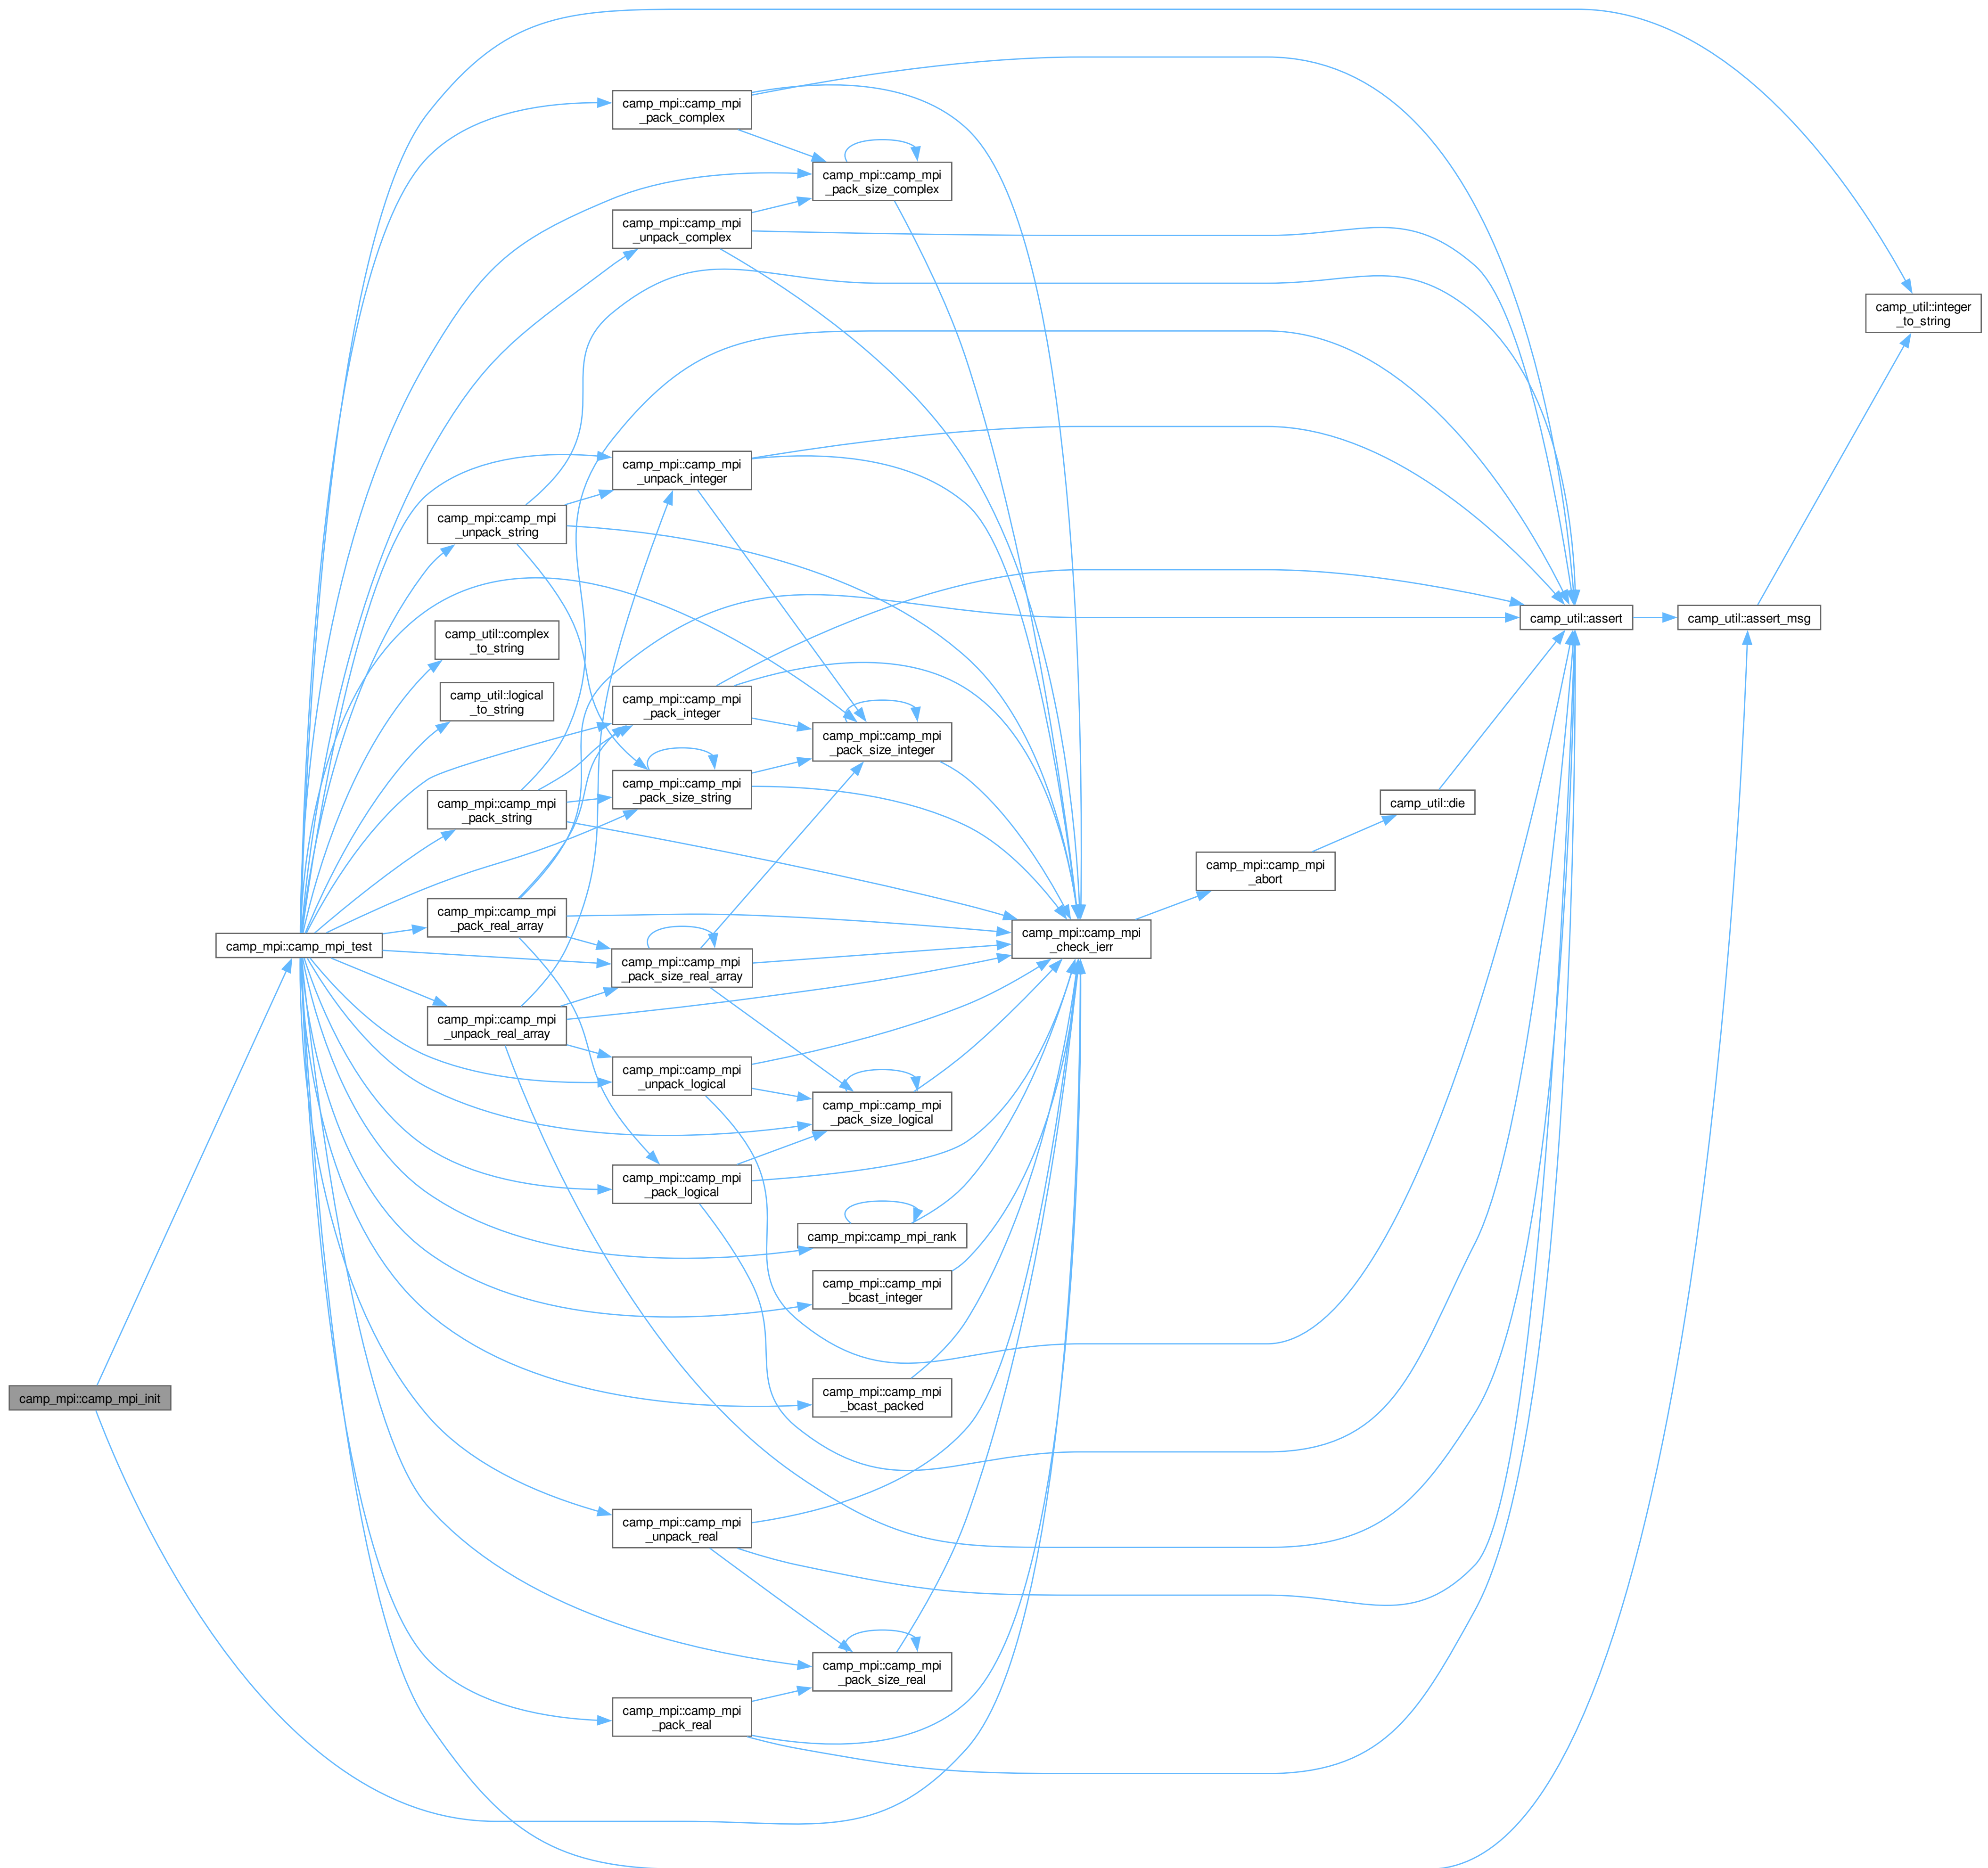 camp_mpi::camp_mpi
_pack_complex
camp_mpi::camp_mpi
_pack_size_complex
camp_mpi::camp_mpi
_unpack_complex
camp_util::integer
_to_string
camp_mpi::camp_mpi
_unpack_integer
camp_mpi::camp_mpi
_unpack_string
camp_util::assert
camp_util::assert_msg
camp_util::complex
_to_string
camp_util::logical
_to_string
camp_mpi::camp_mpi
_pack_integer
camp_mpi::camp_mpi
_pack_size_integer
camp_mpi::camp_mpi
_pack_size_string
camp_mpi::camp_mpi
_pack_string
camp_util::die
camp_mpi::camp_mpi
_abort
camp_mpi::camp_mpi
_pack_real_array
camp_mpi::camp_mpi_test
camp_mpi::camp_mpi
_check_ierr
camp_mpi::camp_mpi
_pack_size_real_array
camp_mpi::camp_mpi
_unpack_real_array
camp_mpi::camp_mpi
_unpack_logical
camp_mpi::camp_mpi
_pack_size_logical
camp_mpi::camp_mpi
_pack_logical
camp_mpi::camp_mpi_rank
camp_mpi::camp_mpi
_bcast_integer
camp_mpi::camp_mpi_init
camp_mpi::camp_mpi
_bcast_packed
camp_mpi::camp_mpi
_unpack_real
camp_mpi::camp_mpi
_pack_size_real
camp_mpi::camp_mpi
_pack_real